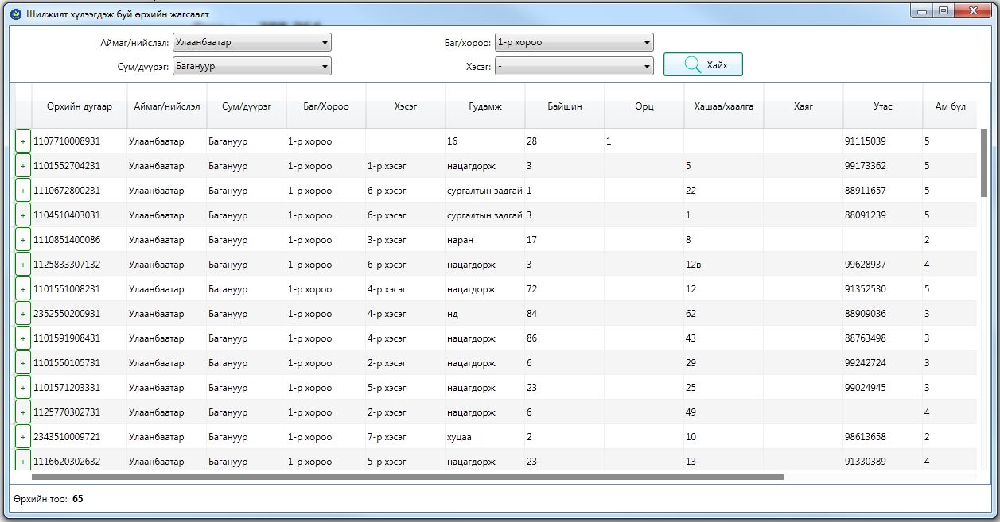 Шилжилт хүлээгдэж буй өрхийн жагсаалт
Аймаг/нийслэл: Улаанбаатар Баг/хороо: 1-р хороо
Сум/дүүрэг: Багануур Хэсэг: - Хайх
Өрхийн дугаар Аймаг/нийслэл Сум/дүүрэг Баг/Хороо Хэсэг Гудамж Байшин Орц Хашаа/хаалга Хаяг Утас Ам бүл
+ 1107710008931 Улаанбаатар Багануур 1-р хороо 16 28 1 91115039 5
+ 1101552704231 Улаанбаатар Багануур 1-р хороо 1-р хэсэг нацагдорж 3 5 99173362 5
+ 1110672800231 Улаанбаатар Багануур 1-р хороо 6-р хэсэг сургалтын задгай 1 22 88911657 5
+ 1104510403031 Улаанбаатар Багануур 1-р хороо 6-р хэсэг сургалтын задгай 3 1 88091239 5
+ 1110851400086 Улаанбаатар Багануур 1-р хороо 3-р хэсэг наран 17 8 2
+ 1125833307132 Улаанбаатар Багануур 1-р хороо 6-р хэсэг нацагдорж 3 12в 99628937 4
+ 1101551008231 Улаанбаатар Багануур 1-р хороо 4-р хэсэг нацагдорж 72 12 91352530 5
+ 2352550200931 Улаанбаатар Багануур 1-р хороо 4-р хэсэг нд 84 62 88909036 3
+ 1101591908431 Улаанбаатар Багануур 1-р хороо 4-р хэсэг нацагдорж 86 43 88763498 3
+ 1101550105731 Улаанбаатар Багануур 1-р хороо 2-р хэсэг нацагдорж 6 29 99242724 3
+ 1101571203331 Улаанбаатар Багануур 1-р хороо 5-р хэсэг нацагдорж 23 25 99024945 3
+ 1125770302731 Улаанбаатар Багануур 1-р хороо 2-р хэсэг нацагдорж 6 49 4
+ 2343510009721 Улаанбаатар Багануур 1-р хороо 7-р хэсэг хуцаа 2 10 98613658 2
+ 1116620302632 Улаанбаатар Багануур 1-р хороо 5-р хэсэг нацагдорж 23 13 91330389 4
Өрхийн тоо: 65